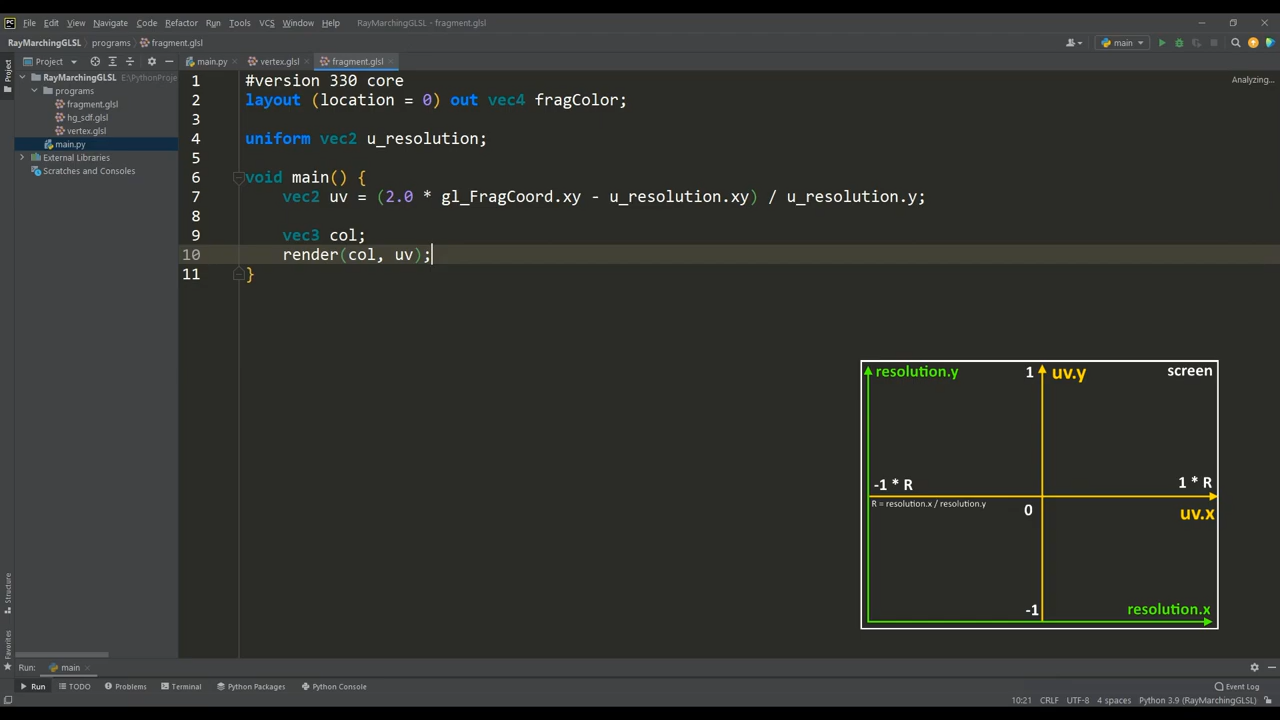 PC File Edit View Navigate Code Refactor Run Tools VCS Window Help RayMarchingGLSL - fragment.glsl
RayMarchingGLSL programs fragment.glsl main
Project main.py vertex.glsl fragment.glsl
Project
RayMarchingGLSL E:\PythonProje
programs
fragment.glsl
hg_sdf.glsl
vertex.glsl
main.py
External Libraries
Scratches and Consoles
Analyzing...
1 #version 330 core
2 layout (location = 0) out vec4 fragColor;
3
4 uniform vec2 u_resolution;
5
6 void main() {
7 vec2 uv = (2.0 * gl_FragCoord.xy - u_resolution.xy) / u_resolution.y;
8
9 vec3 col;
10 render(col, uv);
11 }
resolution.y 1 uv.y screen
-1 * R 1 * R
R = resolution.x / resolution.y 0 uv.x
-1 resolution.x
Structure
Favorites
Run: main
Run TODO Problems Terminal Python Packages Python Console Event Log
10:21 CRLF UTF-8 4 spaces Python 3.9 (RayMarchingGLSL)